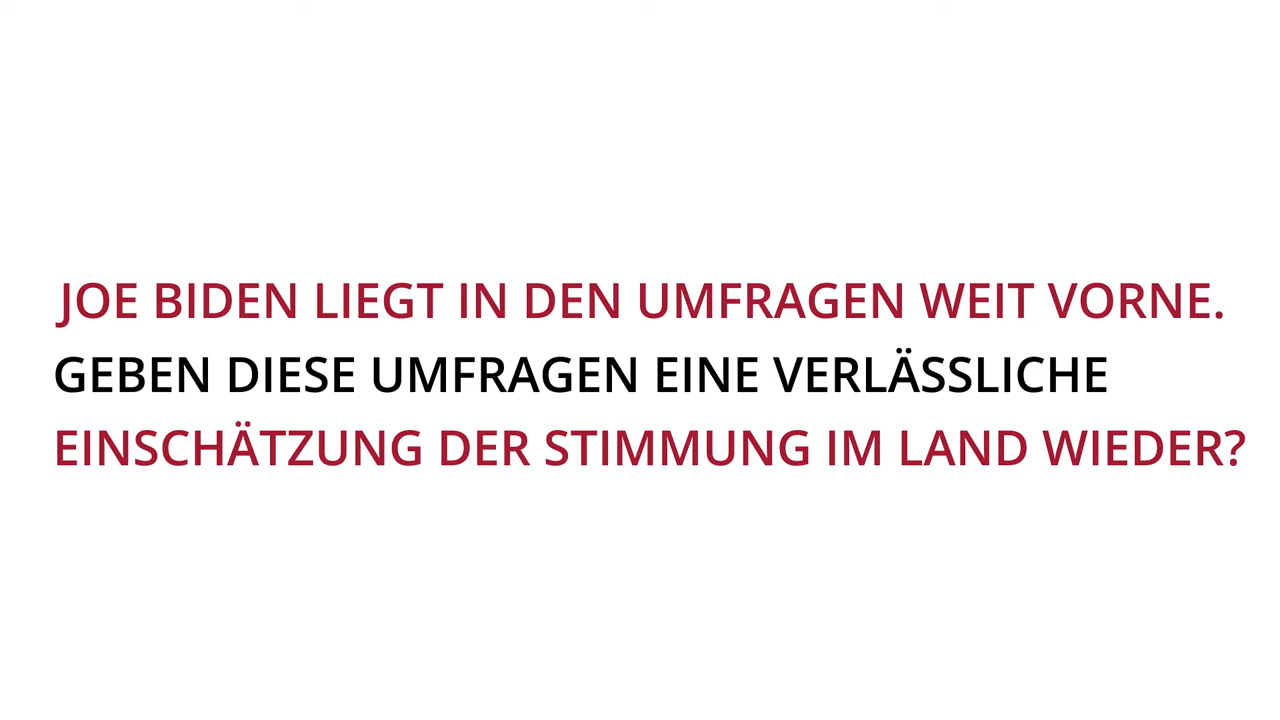 JOE BIDEN LIEGT IN DEN UMFRAGEN WEIT VORNE.
GEBEN DIESE UMFRAGEN EINE VERLÄSSLICHE
EINSCHÄTZUNG DER STIMMUNG IM LAND WIEDER?